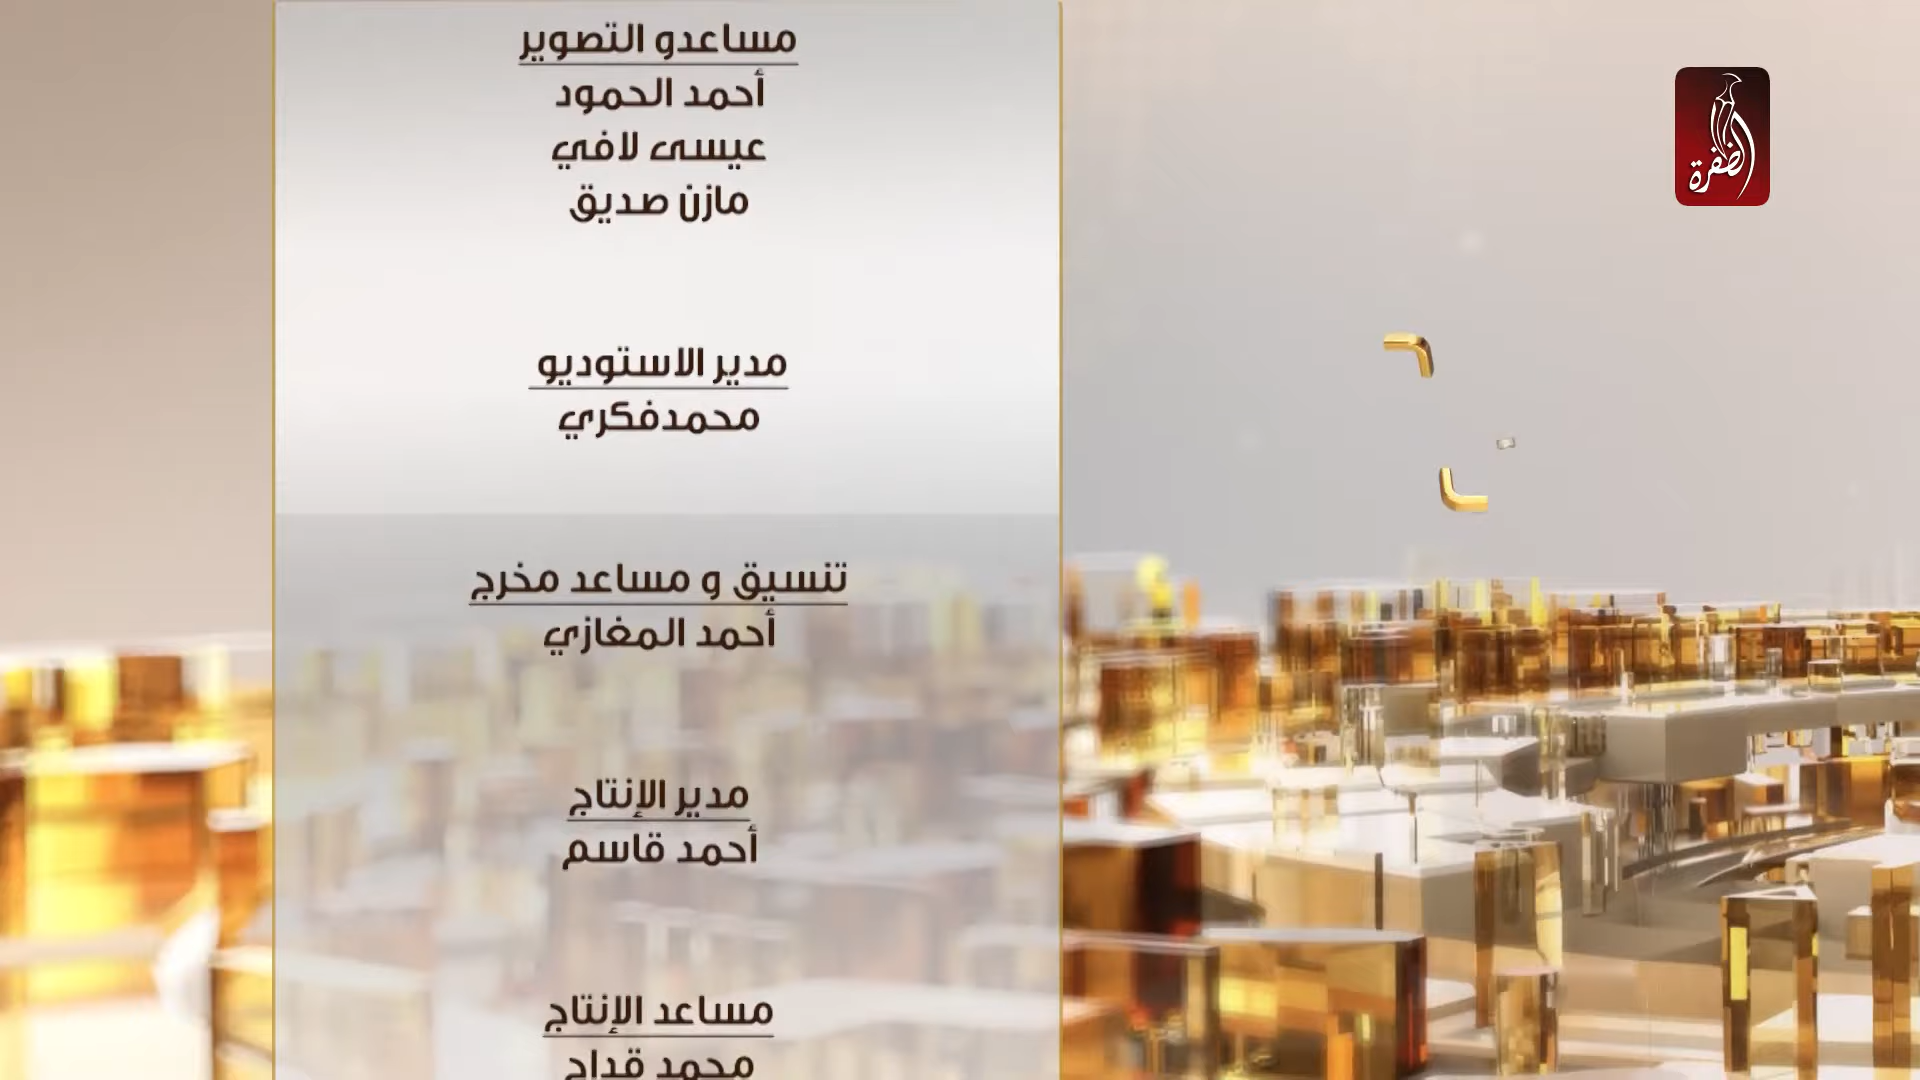 مساعدو التصوير
أحمد الحمود
عيسى لافي
مازن صديق
مدير الاستوديو
محمدفكري
تنسيق و مساعد مخرج
أحمد المغازي
مدير الإنتاج
أحمد قاسم
مساعد الإنتاج
محمد قداح
الظفرة